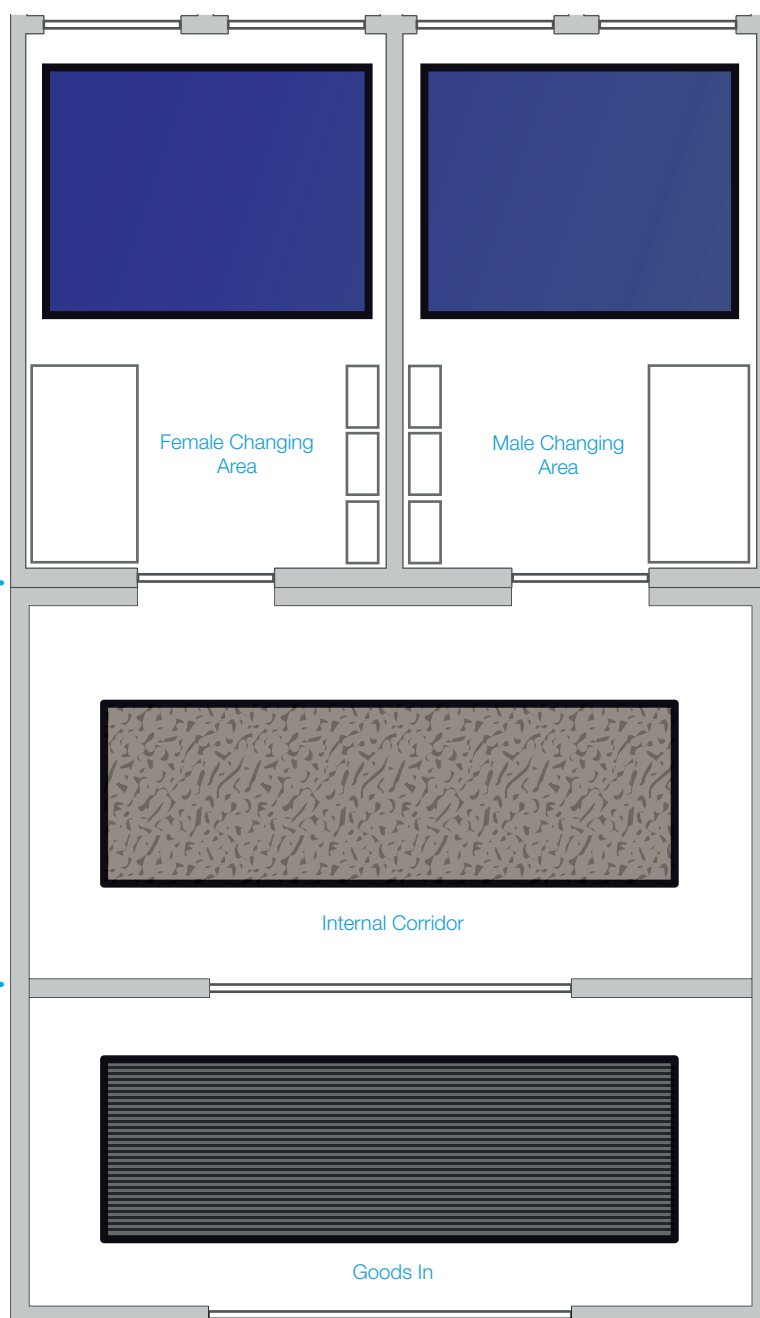 Female Changing
Area
Male Changing
Area
Internal Corridor
Goods In